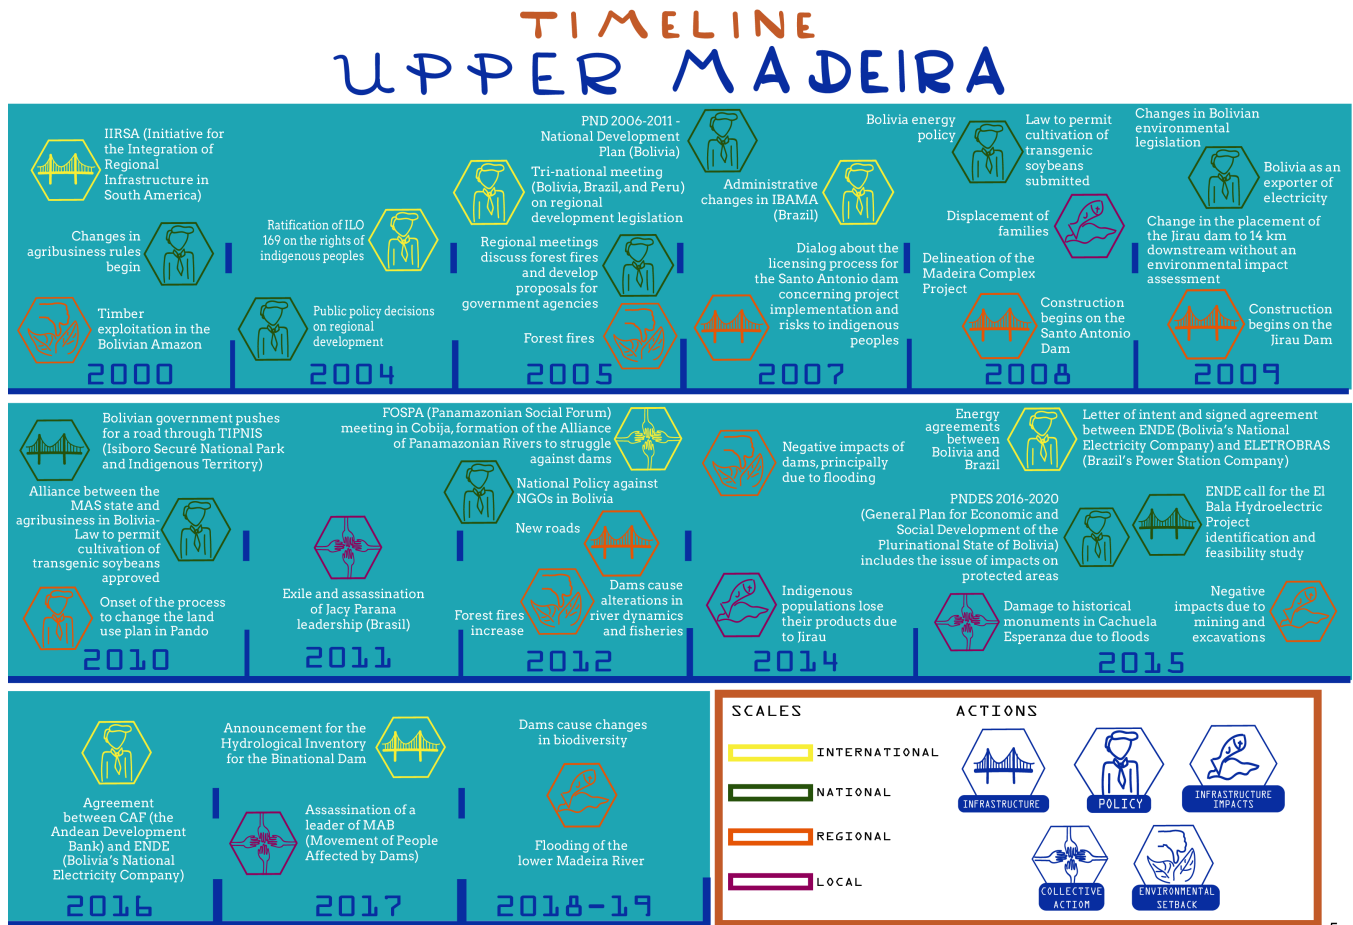 TIMELINE
UPPER MADEIRA
IIRSA (Initiative for
the Integration of
Regional
Infrastructure in
South America)
Changes in
agribusiness rules
begin
Timber
exploitation in the
Bolivian Amazon
2000
Ratification of ILO
169 on the rights of
indigenous peoples
Public policy decisions
on regional
development
2004
PND 2006-2011 -
National Development
Plan (Bolivia)
Tri-national meeting
(Bolivia, Brazil, and Peru)
on regional
development legislation
Regional meetings
discuss forest fires
and develop
proposals for
government agencies
Forest fires
2005
Administrative
changes in IBAMA
(Brazil)
Dialog about the
licensing process for
the Santo Antonio dam
concerning project
implementation and
risks to indigenous
peoples
2007
Bolivia energy
policy
Law to permit
cultivation of
transgenic
soybeans
submitted
Displacement of
families
Delineation of the
Madeira Complex
Project
Construction
begins on the
Santo Antonio
Dam
2008
Changes in Bolivian
environmental
legislation
Bolivia as an
exporter of
electricity
Change in the placement of
the Jirau dam to 14 km
downstream without an
environmental impact
assessment
Construction
begins on the
Jirau Dam
2009
Bolivian government pushes
for a road through TIPNIS
(Isiboro Securé National Park
and Indigenous Territory)
Alliance between the
MAS state and
agribusiness in Bolivia-
Law to permit
cultivation of
transgenic soybeans
approved
Onset of the process
to change the land
use plan in Pando
2010
Exile and assassination
of Jacy Parana
leadership (Brasil)
2011
FOSPA (Panamazonian Social Forum)
meeting in Cobija, formation of the Alliance
of Panamazonian Rivers to struggle
against dams
National Policy against
NGOs in Bolivia
New roads
Forest fires
increase
Dams cause
alterations in
river dynamics
and fisheries
2012
Negative impacts of
dams, principally
due to flooding
Indigenous
populations lose
their products due
to Jirau
2014
Energy
agreements
between
Bolivia and
Brazil
Letter of intent and signed agreement
between ENDE (Bolivia's National
Electricity Company) and ELETROBRAS
(Brazil's Power Station Company)
PNDES 2016-2020
(General Plan for Economic and
Social Development of the
Plurinational State of Bolivia)
includes the issue of impacts on
protected areas
ENDE call for the El
Bala Hydroelectric
Project
identification and
feasibility study
Damage to historical
monuments in Cachuela
Esperanza due to floods
Negative
impacts due to
mining and
excavations
2015
Agreement
between CAF (the
Andean Development
Bank) and ENDE
(Bolivia's National
Electricity Company)
2016
Announcement for the
Hydrological Inventory
for the Binational Dam
Assassination of a
leader of MAB
(Movement of People
Affected by Dams)
2017
Dams cause changes
in biodiversity
Flooding of the
lower Madeira River
2018-19
SCALES
INTERNATIONAL
NATIONAL
REGIONAL
LOCAL
ACTIONS
INFRASTRUCTURE
POLICY
INFRASTRUCTURE
IMPACTS
COLLECTIVE
ACTIOM
ENVIRONMENTAL
SETBACK